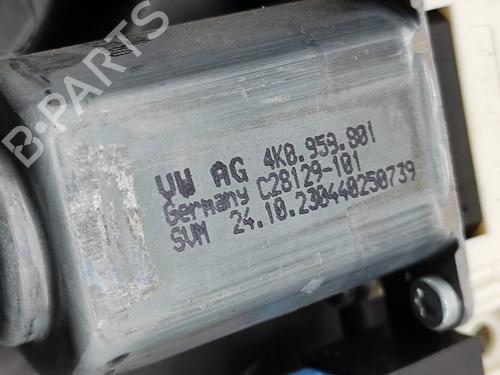 B-PARTS
VW AG 4K0.959.801
Germany C28129-101
SVM 24.10.230440250739